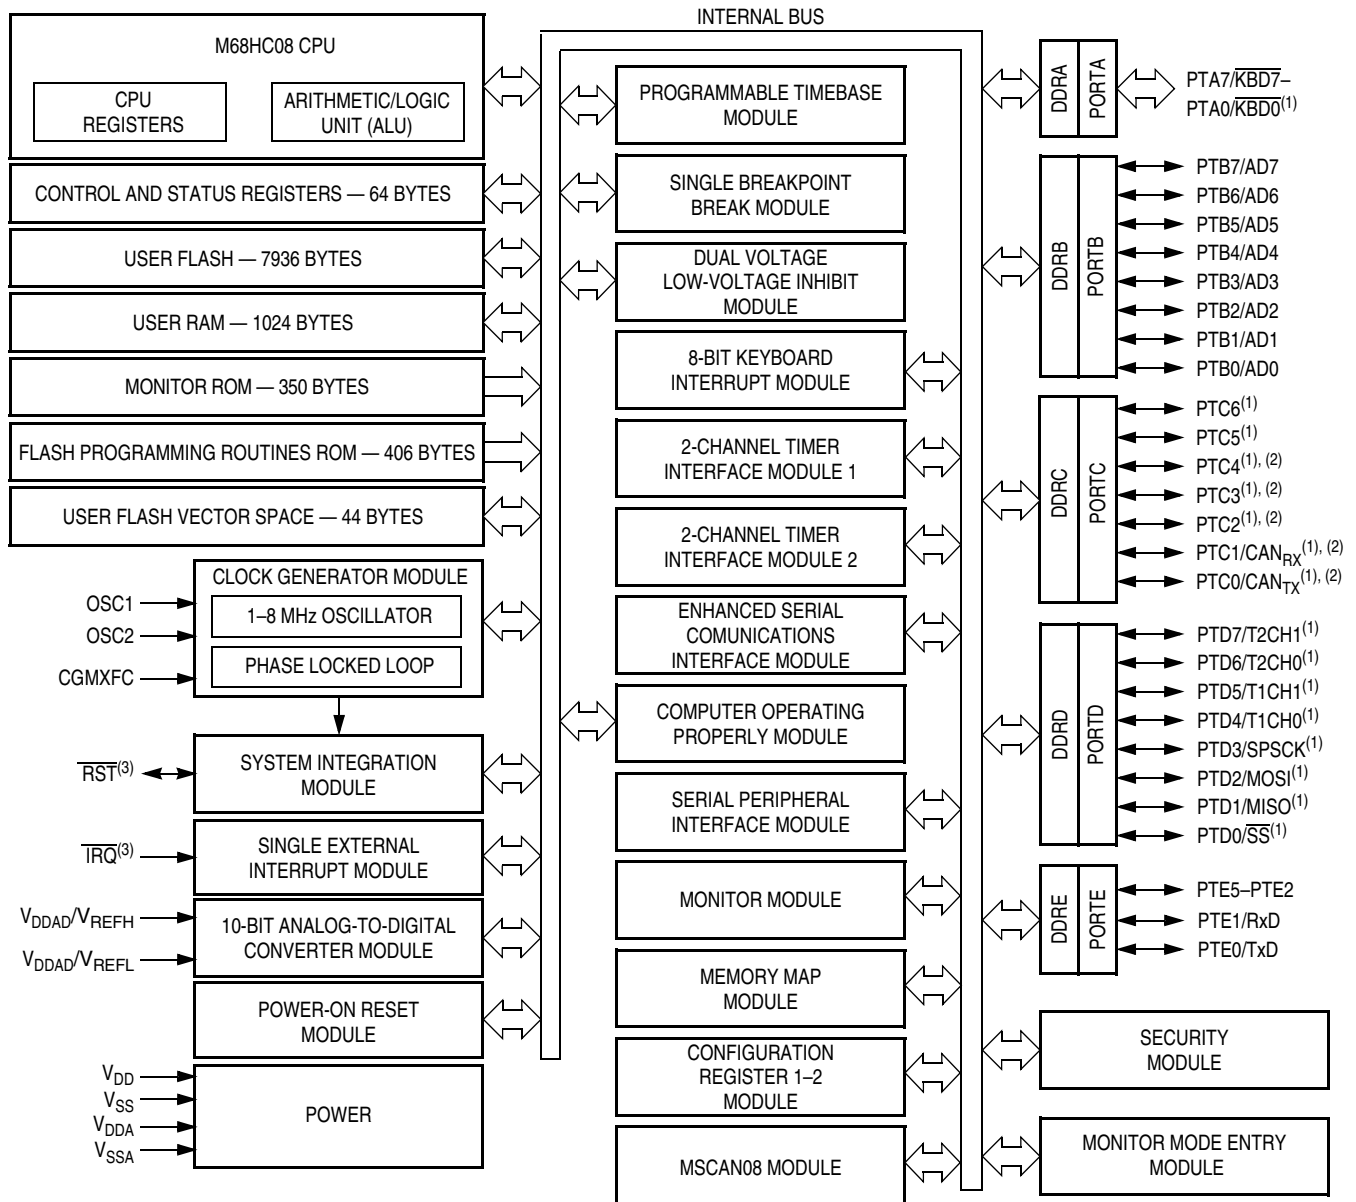 INTERNAL BUS
M68HC08 CPU
CPU
REGISTERS
ARITHMETIC/LOGIC
UNIT (ALU)
CONTROL AND STATUS REGISTERS — 64 BYTES
USER FLASH — 7936 BYTES
USER RAM — 1024 BYTES
MONITOR ROM — 350 BYTES
FLASH PROGRAMMING ROUTINES ROM — 406 BYTES
USER FLASH VECTOR SPACE — 44 BYTES
CLOCK GENERATOR MODULE
1–8 MHz OSCILLATOR
PHASE LOCKED LOOP
OSC1
OSC2
CGMXFC
SYSTEM INTEGRATION
MODULE
RST(3)
SINGLE EXTERNAL
INTERRUPT MODULE
IRQ(3)
10-BIT ANALOG-TO-DIGITAL
CONVERTER MODULE
VDDAD/VREFH
VDDAD/VREFL
POWER-ON RESET
MODULE
VDD
VSS
VDDA
VSSA
POWER
PROGRAMMABLE TIMEBASE
MODULE
SINGLE BREAKPOINT
BREAK MODULE
DUAL VOLTAGE
LOW-VOLTAGE INHIBIT
MODULE
8-BIT KEYBOARD
INTERRUPT MODULE
2-CHANNEL TIMER
INTERFACE MODULE 1
2-CHANNEL TIMER
INTERFACE MODULE 2
ENHANCED SERIAL
COMUNICATIONS
INTERFACE MODULE
COMPUTER OPERATING
PROPERLY MODULE
SERIAL PERIPHERAL
INTERFACE MODULE
MONITOR MODULE
MEMORY MAP
MODULE
CONFIGURATION
REGISTER 1–2
MODULE
MSCAN08 MODULE
DDRA
PORTA
PTA7/KBD7–
PTA0/KBD0(1)
DDRB
PORTB
PTB7/AD7
PTB6/AD6
PTB5/AD5
PTB4/AD4
PTB3/AD3
PTB2/AD2
PTB1/AD1
PTB0/AD0
DDRC
PORTC
PTC6(1)
PTC5(1)
PTC4(1), (2)
PTC3(1), (2)
PTC2(1), (2)
PTC1/CANRX(1), (2)
PTC0/CANTX(1), (2)
DDRD
PORTD
PTD7/T2CH1(1)
PTD6/T2CH0(1)
PTD5/T1CH1(1)
PTD4/T1CH0(1)
PTD3/SPSCK(1)
PTD2/MOSI(1)
PTD1/MISO(1)
PTD0/SS(1)
DDRE
PORTE
PTE5–PTE2
PTE1/RxD
PTE0/TxD
SECURITY
MODULE
MONITOR MODE ENTRY
MODULE